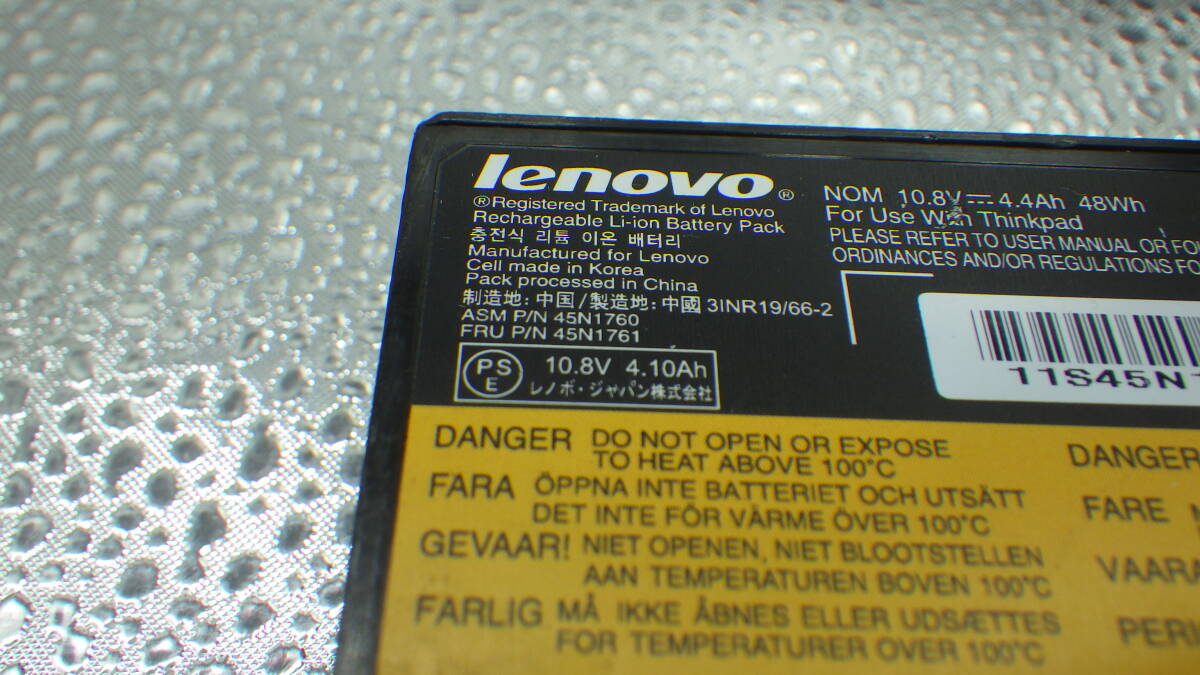 lenovo®
®Registered Trademark of Lenovo
Rechargeable Li-ion Battery Pack
충전식 리튬 이온 배터리
Manufactured for Lenovo
Cell made in Korea
Pack processed in China
制造地: 中国/製造地: 中國 3INR19/66-2
ASM P/N 45N1760
FRU P/N 45N1761
PS
E
10.8V 4.10Ah
レノボ・ジャパン株式会社
NOM 10.8V⎓ 4.4Ah 48Wh
For Use With Thinkpad
PLEASE REFER TO USER MANUAL OR
ORDINANCES AND/OR REGULATIONS
11S45N1
DANGER DO NOT OPEN OR EXPOSE
TO HEAT ABOVE 100°C
FARA ÖPPNA INTE BATTERIET OCH UTSÄTT
DET INTE FÖR VÄRME ÖVER 100°C
GEVAAR! NIET OPENEN, NIET BLOOTSTELLEN
AAN TEMPERATUREN BOVEN 100°C
FARLIG MÅ IKKE ÅBNES ELLER UDSÆTTES
FOR TEMPERATURER OVER 100°C
DANGER
FARE